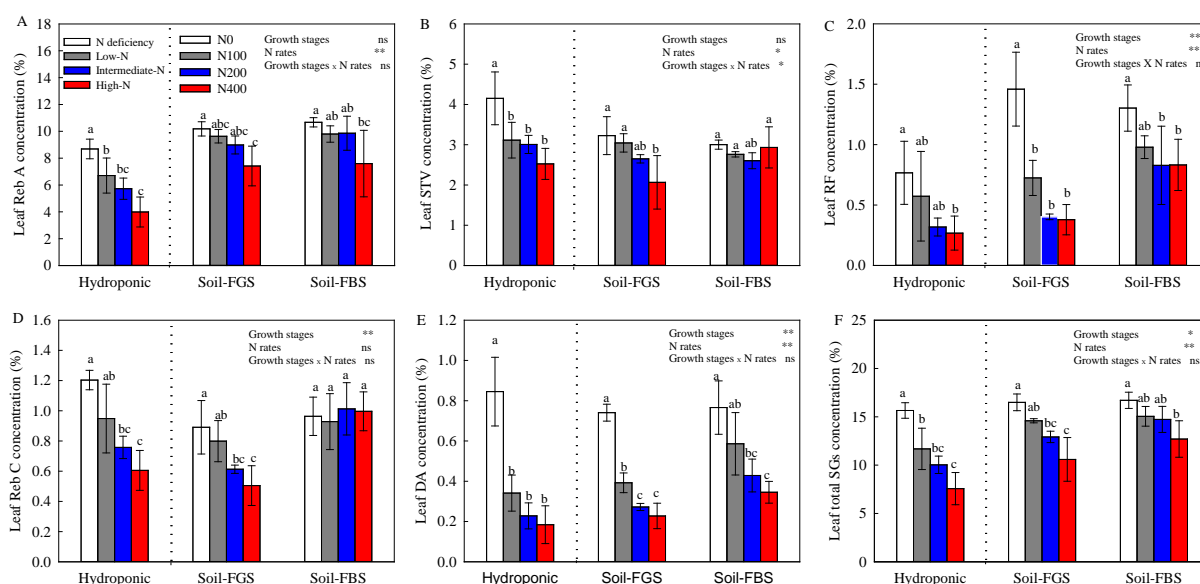 A
Leaf Reb A concentration (%)
18
16
14
12
10
8
6
4
2
0
N deficiency
Low-N
Intermediate-N
High-N
N0
N100
N200
N400
Growth stages ns
N rates **
Growth stages x N rates ns
a b bc c
a abc abc c
a ab ab bc
Hydroponic Soil-FGS Soil-FBS
B
Leaf STV concentration (%)
6
5
4
3
2
1
0
Growth stages ns
N rates *
Growth stages x N rates *
a b b b
a a ab b
a a ab a
Hydroponic Soil-FGS Soil-FBS
C
Leaf RF concentration (%)
2.0
1.5
1.0
0.5
0.0
Growth stages **
N rates **
Growth stages X N rates n
a ab ab b
a b b b
a ab b b
Hydroponic Soil-FGS Soil-FBS
D
Leaf Reb C concentration (%)
1.6
1.4
1.2
1.0
0.8
0.6
0.4
0.2
0.0
Growth stages **
N rates ns
Growth stages x N rates ns
a ab bc c
a ab bc c
a a a a
Hydroponic Soil-FGS Soil-FBS
E
Leaf DA concentration (%)
1.0
0.8
0.6
0.4
0.2
0.0
Growth stages **
N rates **
Growth stages x N rates ns
a b b b
a b c c
a ab bc c
Hydroponic Soil-FGS Soil-FBS
F
Leaf total SGs concentration (%)
25
20
15
10
5
0
Growth stages *
N rates **
Growth stages x N rates ns
a b bc c
a ab bc c
a ab ab b
Hydroponic Soil-FGS Soil-FBS